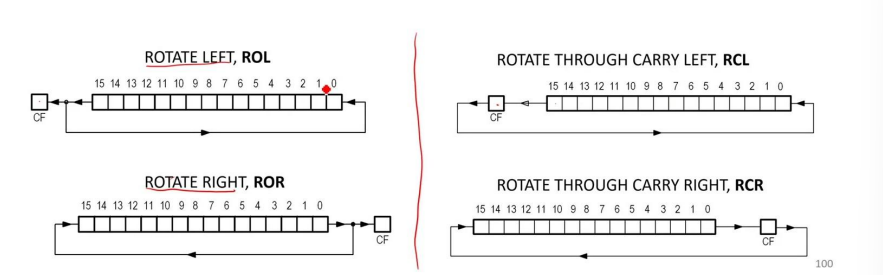 ROTATE LEFT, ROL
15 14 13 12 11 10 9 8 7 6 5 4 3 2 1 0
CF
ROTATE RIGHT, ROR
15 14 13 12 11 10 9 8 7 6 5 4 3 2 1 0
CF
ROTATE THROUGH CARRY LEFT, RCL
15 14 13 12 11 10 9 8 7 6 5 4 3 2 1 0
CF
ROTATE THROUGH CARRY RIGHT, RCR
15 14 13 12 11 10 9 8 7 6 5 4 3 2 1 0
CF
100